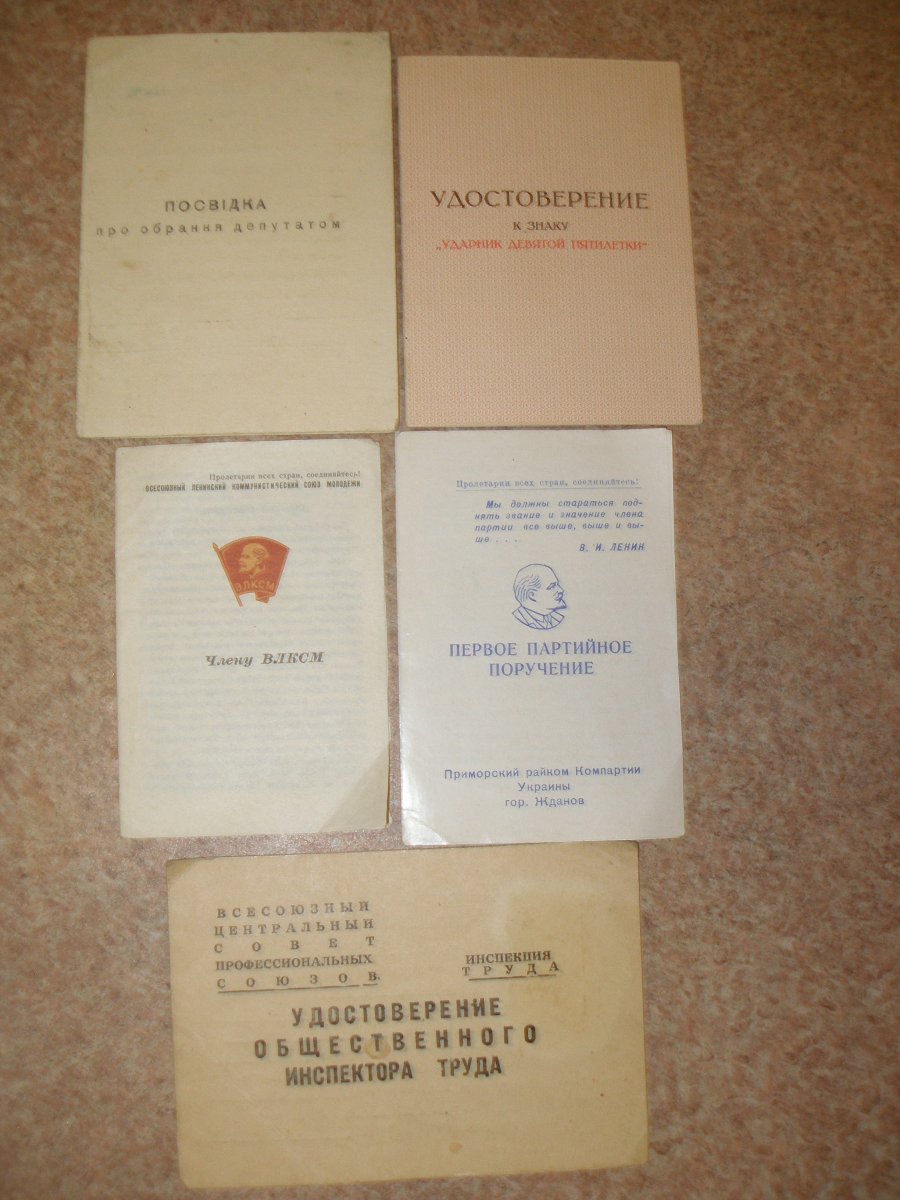 ПОСВІДКА
про обрання депутатом
УДОСТОВЕРЕНИЕ
К ЗНАКУ
„УДАРНИК ДЕВЯТОЙ ПЯТИЛЕТКИ“
Пролетарии всех стран, соединяйтесь!
ВСЕСОЮЗНЫЙ ЛЕНИНСКИЙ КОММУНИСТИЧЕСКИЙ СОЮЗ МОЛОДЕЖИ
ВЛКСМ
Члену ВЛКСМ
Пролетарии всех стран, соединяйтесь!
Мы должны стараться под-
нять звание и значение члена
партии все выше, выше и вы-
ше . . .
В. И. ЛЕНИН
ПЕРВОЕ ПАРТИЙНОЕ
ПОРУЧЕНИЕ
Приморский райком Компартии
Украины
гор. Жданов
ВСЕСОЮЗНЫЙ
ЦЕНТРАЛЬНЫЙ
СОВЕТ
ПРОФЕССИОНАЛЬНЫХ
СОЮЗОВ.
ИНСПЕКЦИЯ
ТРУДА
УДОСТОВЕРЕНИЕ
ОБЩЕСТВЕННОГО
ИНСПЕКТОРА ТРУДА